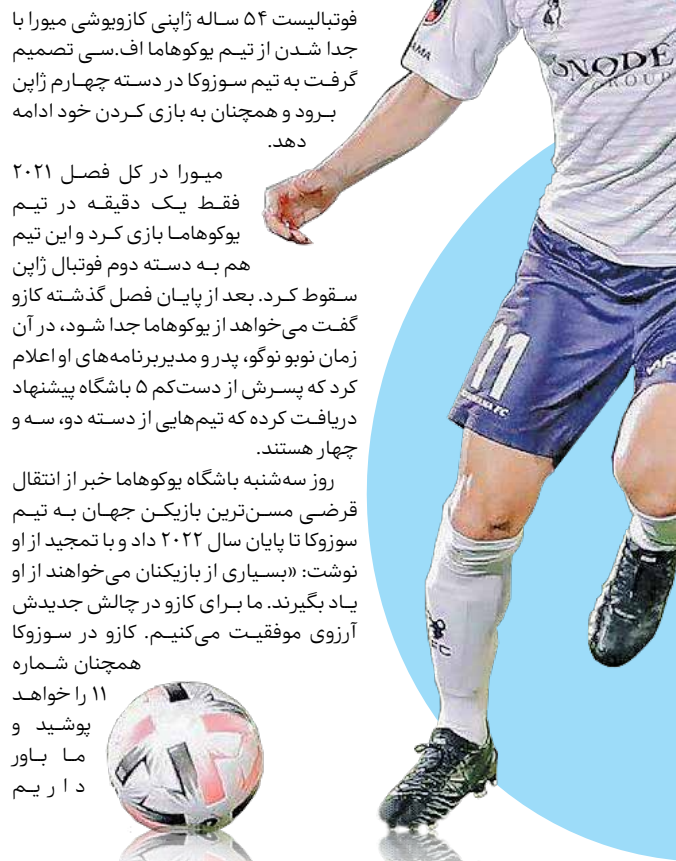 فوتبالیست ۵۴ ساله ژاپنی کازویوشی میورا با
جدا شدن از تیم یوکوهاما اف.سی تصمیم
گرفت به تیم سوزوکا در دسته چهارم ژاپن
برود و همچنان به بازی کردن خود ادامه
دهد.
میورا در کل فصل ۲۰۲۱
فقط یک دقیقه در تیم
یوکوهاما بازی کرد و این تیم
هم به دسته دوم فوتبال ژاپن
سقوط کرد. بعد از پایان فصل گذشته کازو
گفت می‌خواهد از یوکوهاما جدا شود، در آن
زمان نوبو نوگو، پدر و مدیربرنامه‌های او اعلام
کرد که پسرش از دست‌کم ۵ باشگاه پیشنهاد
دریافت کرده که تیم‌هایی از دسته دو، سه و
چهار هستند.
روز سه‌شنبه باشگاه یوکوهاما خبر از انتقال
قرضی مسن‌ترین بازیکن جهان به تیم
سوزوکا تا پایان سال ۲۰۲۲ داد و با تمجید از او
نوشت: «بسیاری از بازیکنان می‌خواهند از او
یاد بگیرند. ما برای کازو در چالش جدیدش
آرزوی موفقیت می‌کنیم. کازو در سوزوکا
همچنان شماره
۱۱ را خواهد
پوشید و
ما باور
داریم
ONODE
GROUP
11